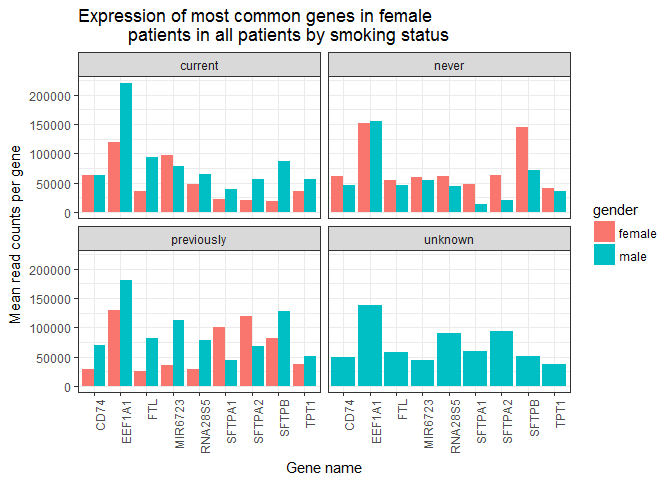 Expression of most common genes in female
patients in all patients by smoking status
current
never
200000
150000
100000
50000
0
previously
unknown
200000
150000
100000
50000
0
CD74
EEF1A1
FTL
MIR6723
RNA28S5
SFTPA1
SFTPA2
SFTPB
TPT1
CD74
EEF1A1
FTL
MIR6723
RNA28S5
SFTPA1
SFTPA2
SFTPB
TPT1
Mean read counts per gene
Gene name
gender
female
male